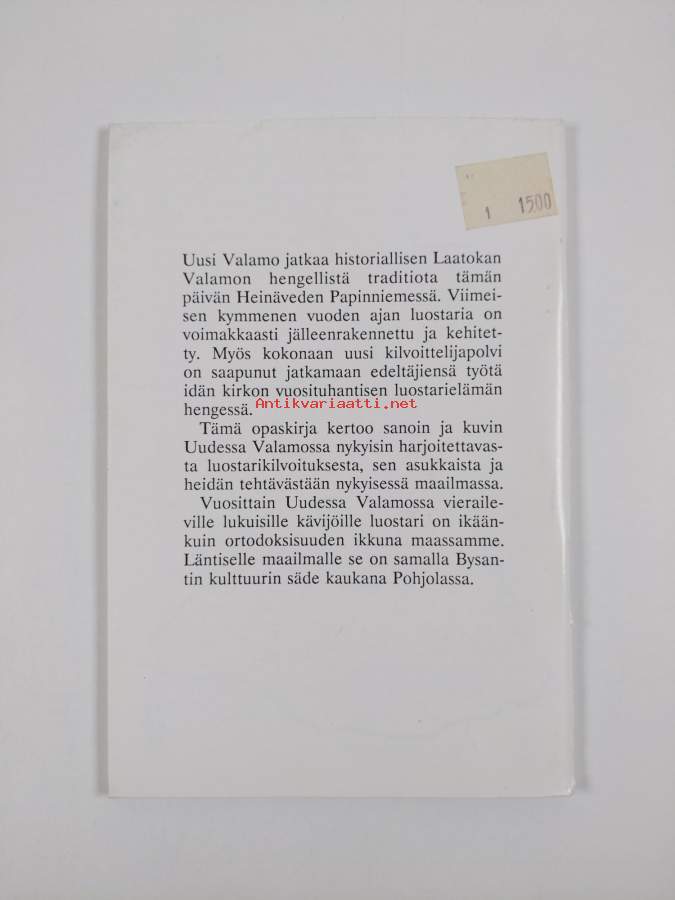 1 1500
Uusi Valamo jatkaa historiallisen Laatokan
Valamon hengellistä traditiota tämän
päivän Heinäveden Papinniemessä. Viimei-
sen kymmenen vuoden ajan luostaria on
voimakkaasti jälleenrakennettu ja kehitet-
ty. Myös kokonaan uusi kilvoittelijapolvi
on saapunut jatkamaan edeltäjiensä työtä
idän kirkon vuosituhantisen luostarielämän
hengessä.
Antikvariaatti.net
Tämä opaskirja kertoo sanoin ja kuvin
Uudessa Valamossa nykyisin harjoitettavas-
ta luostarikilvoituksesta, sen asukkaista ja
heidän tehtävästään nykyisessä maailmassa.
Vuosittain Uudessa Valamossa vieraile-
ville lukuisille kävijöille luostari on ikään-
kuin ortodoksisuuden ikkuna maassamme.
Läntiselle maailmalle se on samalla Bysan-
tin kulttuurin säde kaukana Pohjolassa.